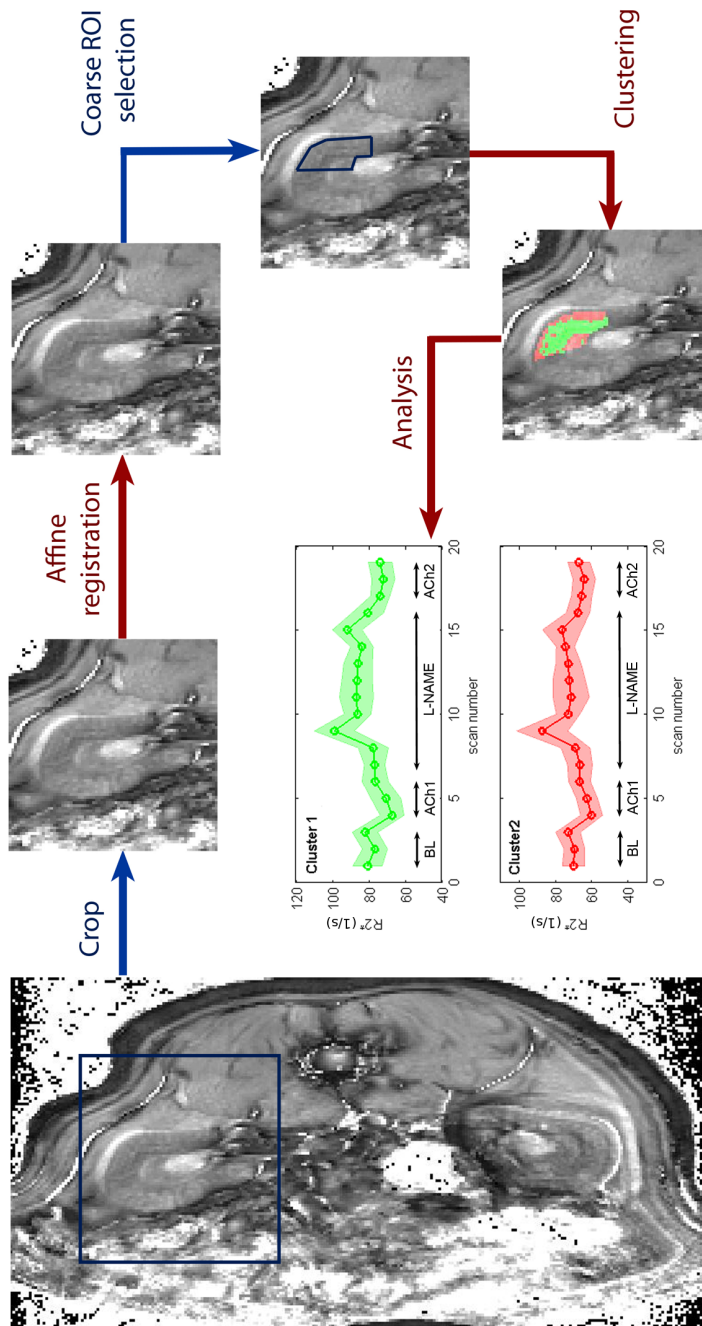 Crop
Affine
registration
Coarse ROI
selection
Clustering
Analysis
Cluster 1
120
100
80
60
40
R2* (1/s)
BL
ACh1
L-NAME
ACh2
0
5
10
15
20
scan number
Cluster2
100
80
60
40
R2* (1/s)
BL
ACh1
L-NAME
ACh2
0
5
10
15
20
scan number